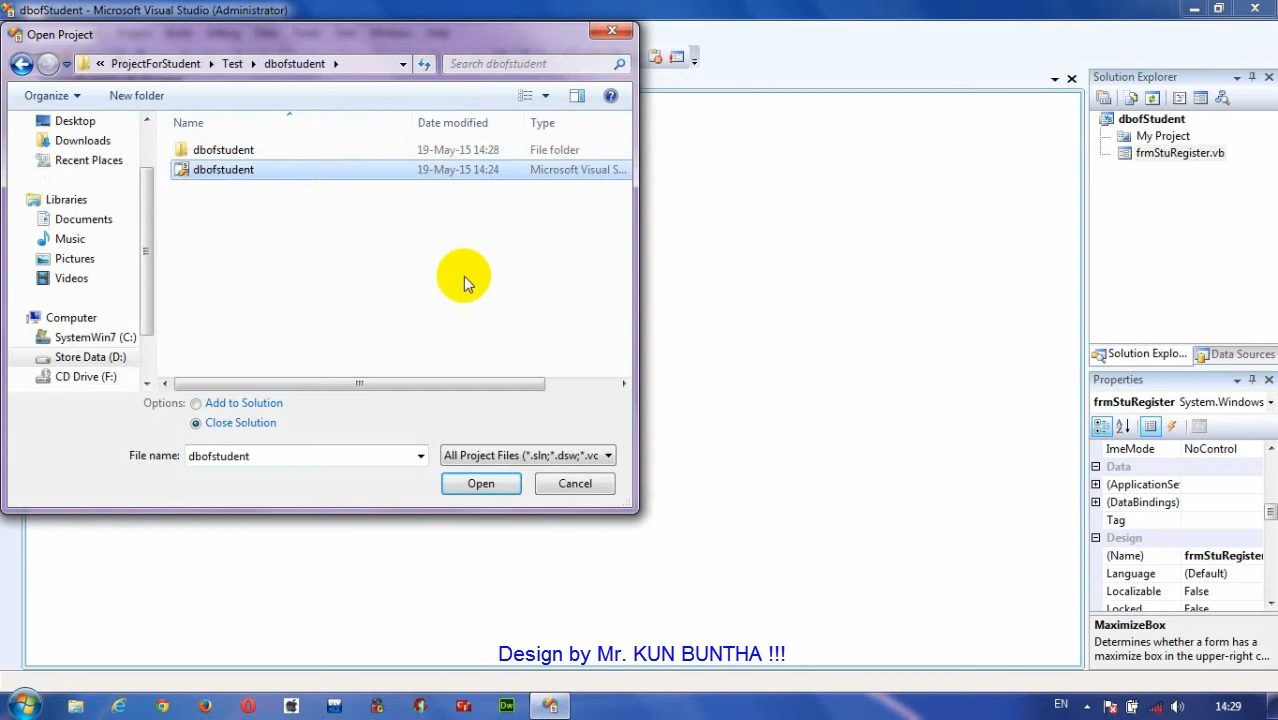 dbofStudent - Microsoft Visual Studio (Administrator)
Open Project
« ProjectForStudent Test dbofstudent
Search dbofstudent
Organize
New folder
Desktop
Downloads
Recent Places
Libraries
Documents
Music
Pictures
Videos
Computer
SystemWin7 (C:)
Store Data (D:)
CD Drive (F:)
Name Date modified Type
dbofstudent 19-May-15 14:28 File folder
dbofstudent 19-May-15 14:24 Microsoft Visual S...
Options: Add to Solution
Close Solution
File name: dbofstudent All Project Files (*.sln;*.dsw;*.vc
Open Cancel
Solution Explorer
dbofStudent
My Project
frmStuRegister.vb
Solution Explo... Data Sources
Properties
frmStuRegister System.Windows
ImeMode NoControl
Data
(ApplicationSe
(DataBindings)
Tag
Design
(Name) frmStuRegister
Language (Default)
Localizable False
Locked False
MaximizeBox
Determines whether a form has a
maximize box in the upper-right c...
Design by Mr. KUN BUNTHA !!!
Dw
EN 14:29